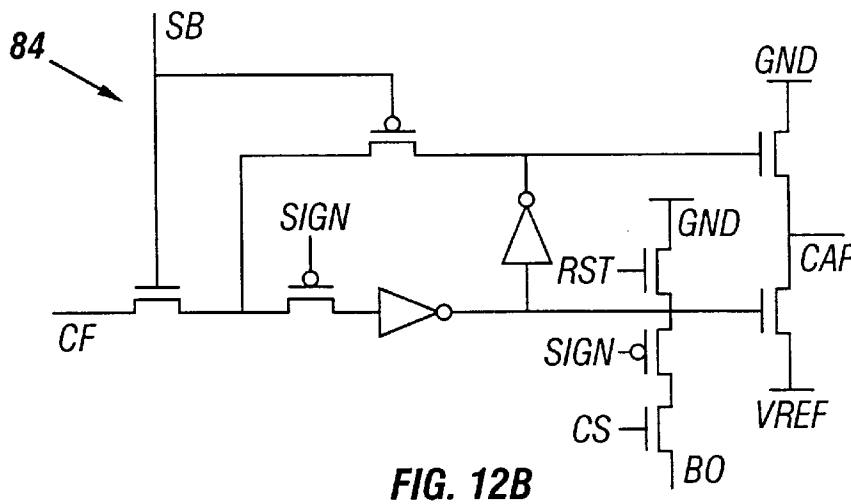 SB
84
GND
SIGN
GND
RST
CAP
CF
SIGN
VREF
CS
BO
FIG. 12B